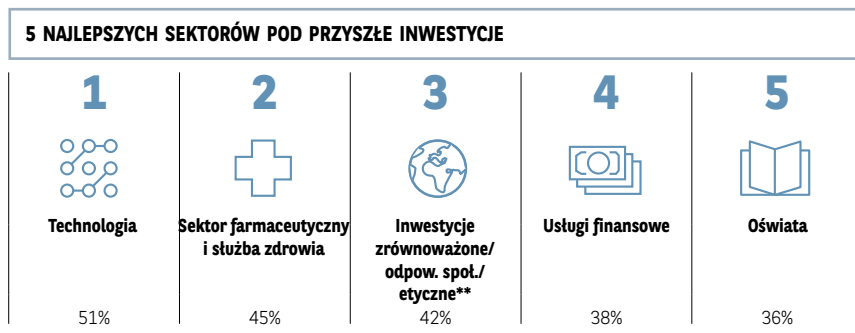 5 NAJLEPSZYCH SEKTORÓW POD PRZYSZŁE INWESTYCJE
1
Technologia
51%
2
Sektor farmaceutyczny
i służba zdrowia
45%
3
Inwestycje
zrównoważone/
odpow. społ./
etyczne**
42%
4
Usługi finansowe
38%
5
Oświata
36%